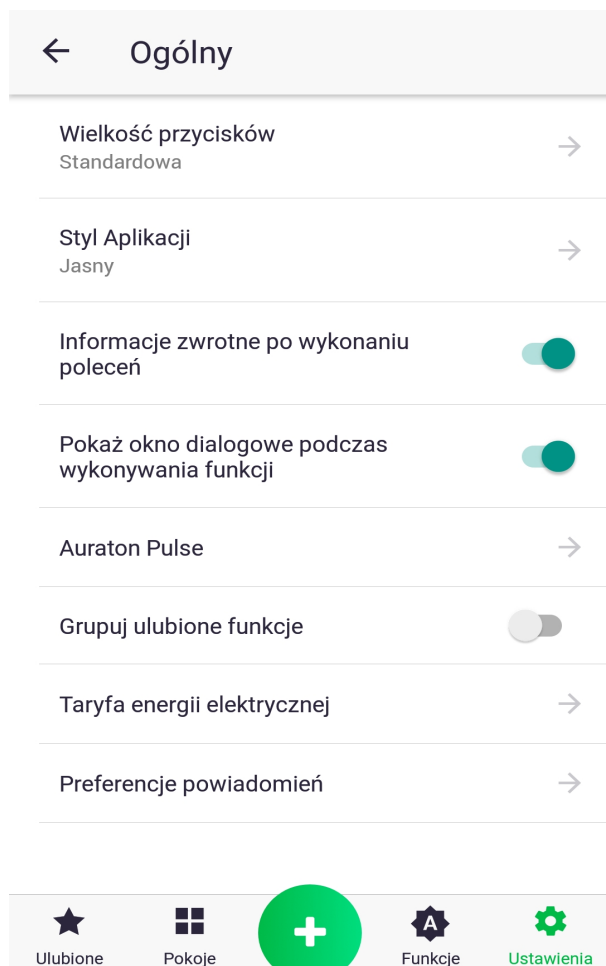 Ogólny
Wielkość przycisków
Standardowa
Styl Aplikacji
Jasny
Informacje zwrotne po wykonaniu
poleceń
Pokaż okno dialogowe podczas
wykonywania funkcji
Auraton Pulse
Grupuj ulubione funkcje
Taryfa energii elektrycznej
Preferencje powiadomień
A
Ulubione Pokoje Funkcje Ustawienia